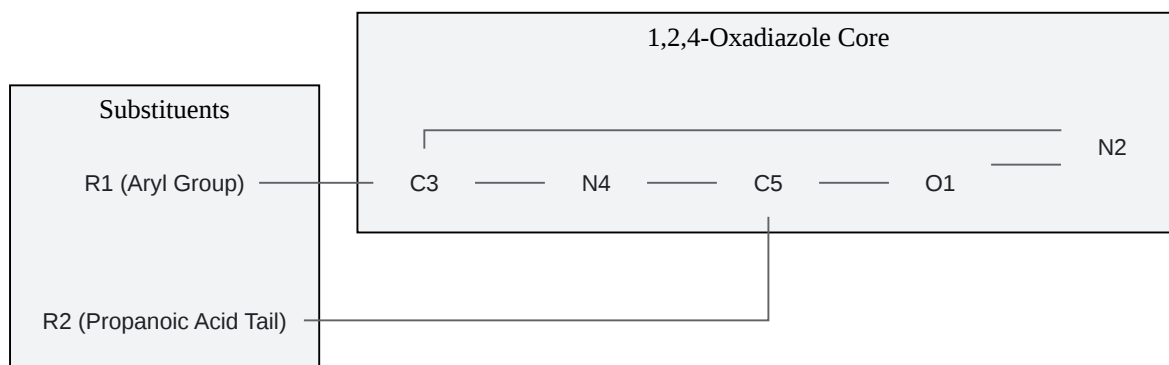 1,2,4-Oxadiazole Core
Substituents
N2
R1 (Aryl Group)
C3
N4
C5
O1
R2 (Propanoic Acid Tail)